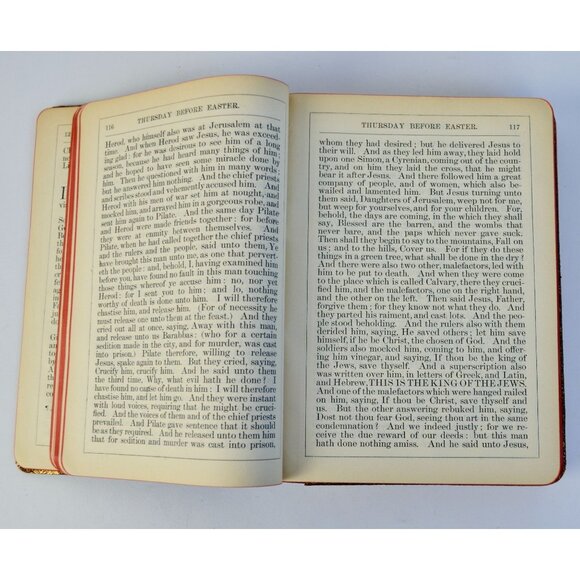 116
THURSDAY BEFORE EASTER.
Herod, who himself also was at Jerusalem at that
time. And when Herod saw Jesus, he was exceed-
ing glad: for he was desirous to see him of a long
season, because he had heard many things of him;
and he hoped to have seen some miracle done by
him. Then he questioned with him in many words;
but he answered him nothing. And the chief priests
and scribes stood and vehemently accused him. And
Herod with his men of war set him at nought, and
mocked him, and arrayed him in a gorgeous robe, and
sent him again to Pilate. And the same day Pilate
and Herod were made friends together; for before
they were at enmity between themselves. And
Pilate, when he had called together the chief priests
and the rulers and the people, said unto them, Ye
have brought this man unto me, as one that pervert-
eth the people: and, behold, I, having examined him
before you, have found no fault in this man touching
those things whereof ye accuse him: no, nor yet
Herod: for I sent you to him; and lo, nothing
worthy of death is done unto him. I will therefore
chastise him, and release him. (For of necessity he
must release one unto them at the feast.) And they
cried out all at once, saying, Away with this man,
and release unto us Barabbas: (who for a certain
sedition made in the city, and for murder, was cast
into prison.) Pilate therefore, willing to release
Jesus, spake again to them. But they cried, saying,
Crucify him, crucify him. And he said unto them
the third time, Why, what evil hath he done? I
have found no cause of death in him: I will therefore
chastise him, and let him go. And they were instant
with loud voices, requiring that he might be cruci-
fied. And the voices of them and of the chief priests
prevailed. And Pilate gave sentence that it should
be as they required. And he released unto them him
that for sedition and murder was cast into prison,
THURSDAY BEFORE EASTER.
117
whom they had desired; but he delivered Jesus to
their will. And as they led him away, they laid hold
upon one Simon, a Cyrenian, coming out of the coun-
try, and on him they laid the cross, that he might
bear it after Jesus. And there followed him a great
company of people, and of women, which also be-
wailed and lamented him. But Jesus turning unto
them said, Daughters of Jerusalem, weep not for me,
but weep for yourselves, and for your children. For,
behold, the days are coming, in the which they shall
say, Blessed are the barren, and the wombs that
never bare, and the paps which never gave suck.
Then shall they begin to say to the mountains, Fall on
us; and to the hills, Cover us. For if they do these
things in a green tree, what shall be done in the dry?
And there were also two other, malefactors, led with
him to be put to death. And when they were come
to the place which is called Calvary, there they cruci-
fied him, and the malefactors, one on the right hand,
and the other on the left. Then said Jesus, Father,
forgive them; for they know not what they do. And
they parted his raiment, and cast lots. And the peo-
ple stood beholding. And the rulers also with them
derided him, saying, He saved others; let him save
himself, if he be Christ, the chosen of God. And the
soldiers also mocked him, coming to him, and offer-
ing him vinegar, and saying, If thou be the king of
the Jews, save thyself. And a superscription also
was written over him, in letters of Greek, and Latin,
and Hebrew, THIS IS THE KING OF THE JEWS.
And one of the malefactors which were hanged railed
on him, saying, If thou be Christ, save thyself and
us. But the other answering rebuked him, saying,
Dost not thou fear God, seeing thou art in the same
condemnation? And we indeed justly; for we re-
ceive the due reward of our deeds: but this man
hath done nothing amiss. And he said unto Jesus,